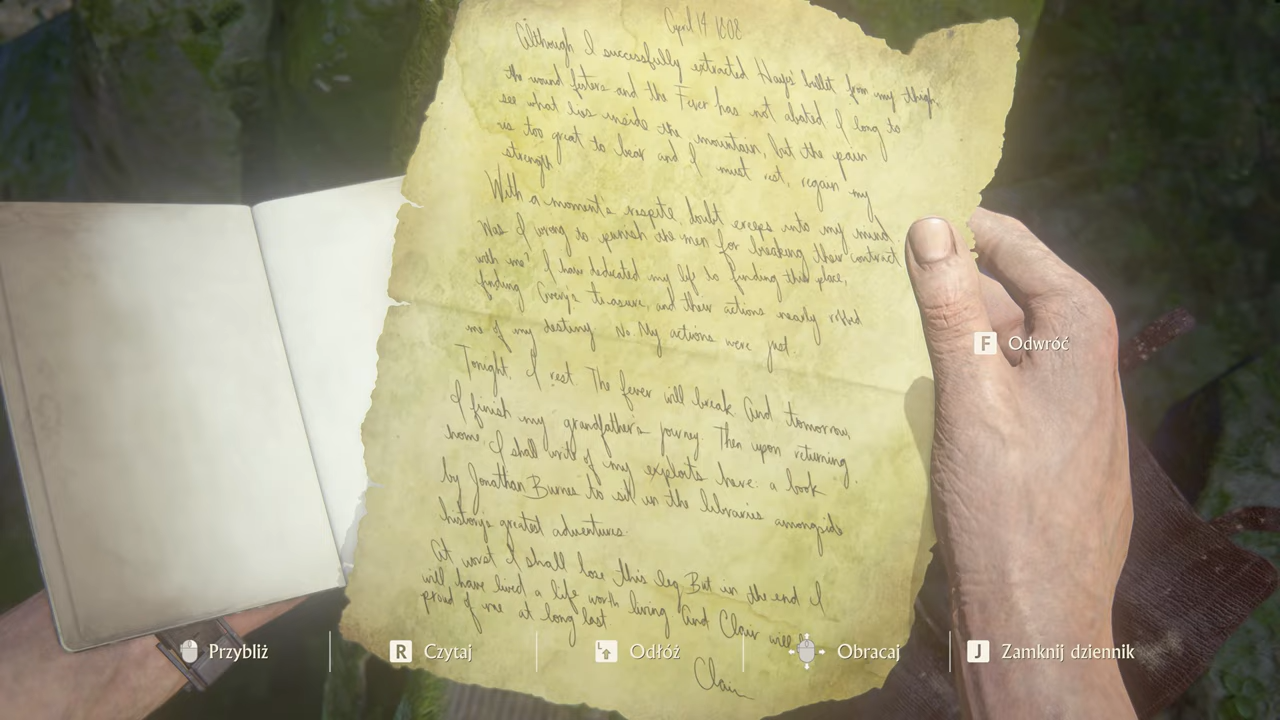 April 14 1808
Although I successfully extracted Hayes' bullet from my thigh,
the wound festers and the Fever has not abated I long to
see what lies inside the mountain, but the pain
is too great to bear and I must rest, regain my
strength
With a moment's respite doubt creeps into my mind
Was I wrong to punish the men for breaking their contract
with me? I have dedicated my life to finding this place,
finding Avery's treasure, and their actions nearly robbed
me of my destiny No. My actions were just.
Tonight. I rest. The fever will break. And tomorrow,
I finish my grandfather's journey. Then upon returning
home. I shall write of my exploits here. a book
by Jonathan Burnes to sit in the libraries amongside
history's greatest adventures.
At worst I shall lose this leg But in the end I
will have lived a life worth living And Clair will
proud of me at long last
Clair
F Odwróć
Przybliż
R Czytaj
L Odłóż
Obracaj
J Zamknij dziennik